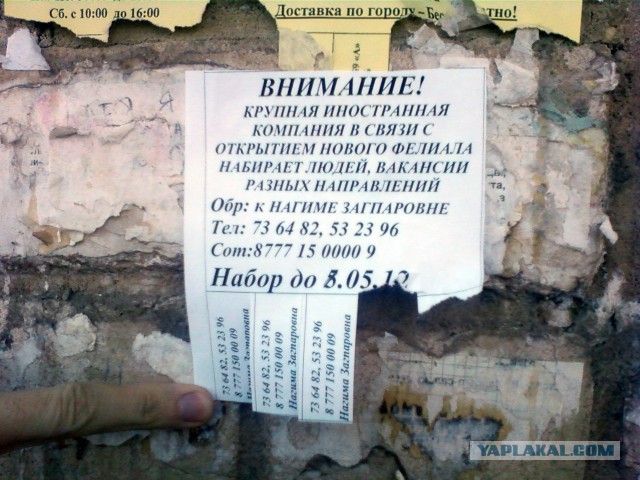 Сб. с 10:00 до 16:00
Доставка по городу –
ВНИМАНИЕ!
КРУПНАЯ ИНОСТРАННАЯ
КОМПАНИЯ В СВЯЗИ С
ОТКРЫТИЕМ НОВОГО ФЕЛИАЛА
НАБИРАЕТ ЛЮДЕЙ, ВАКАНСИИ
РАЗНЫХ НАПРАВЛЕНИЙ
Обр: к НАГИМЕ ЗАГПАРОВНЕ
Тел: 73 64 82, 53 23 96
Сот:8777 15 0000 9
Набор до
73 64 82, 53 23 96
8 777 150 00 09
Нагима Загпаровна
73 64 82, 53 23 96
8 777 150 00 09
Нагима Загпаровна
73 64 82, 53 23 96
8 777 150 00 09
Нагима Загпаровна
YAPLAKAL.COM